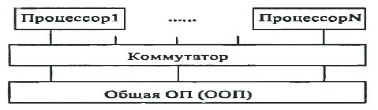 Процессор1 ...... ПроцессорN
Коммутатор
Общая ОП (ООП)